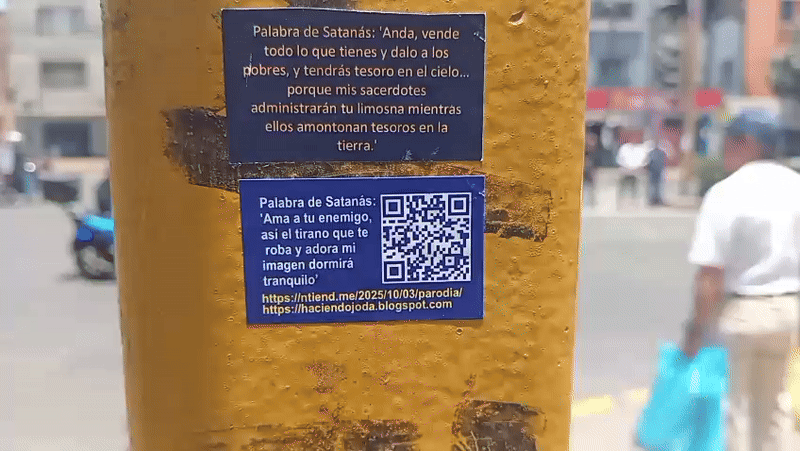 Palabra de Satanás: 'Anda, vende
todo lo que tienes y dalo a los
pobres, y tendrás tesoro en el cielo...
porque mis sacerdotes
administrarán tu limosna mientras
ellos amontonan tesoros en la
tierra.'
Palabra de Satanás:
'Ama a tu enemigo,
asi el tirano que te
roba y adora mi
imagen dormirá
tranquilo'
https://ntiend.me/2025/10/03/parodia/
https://haciendojoda.blogspot.com